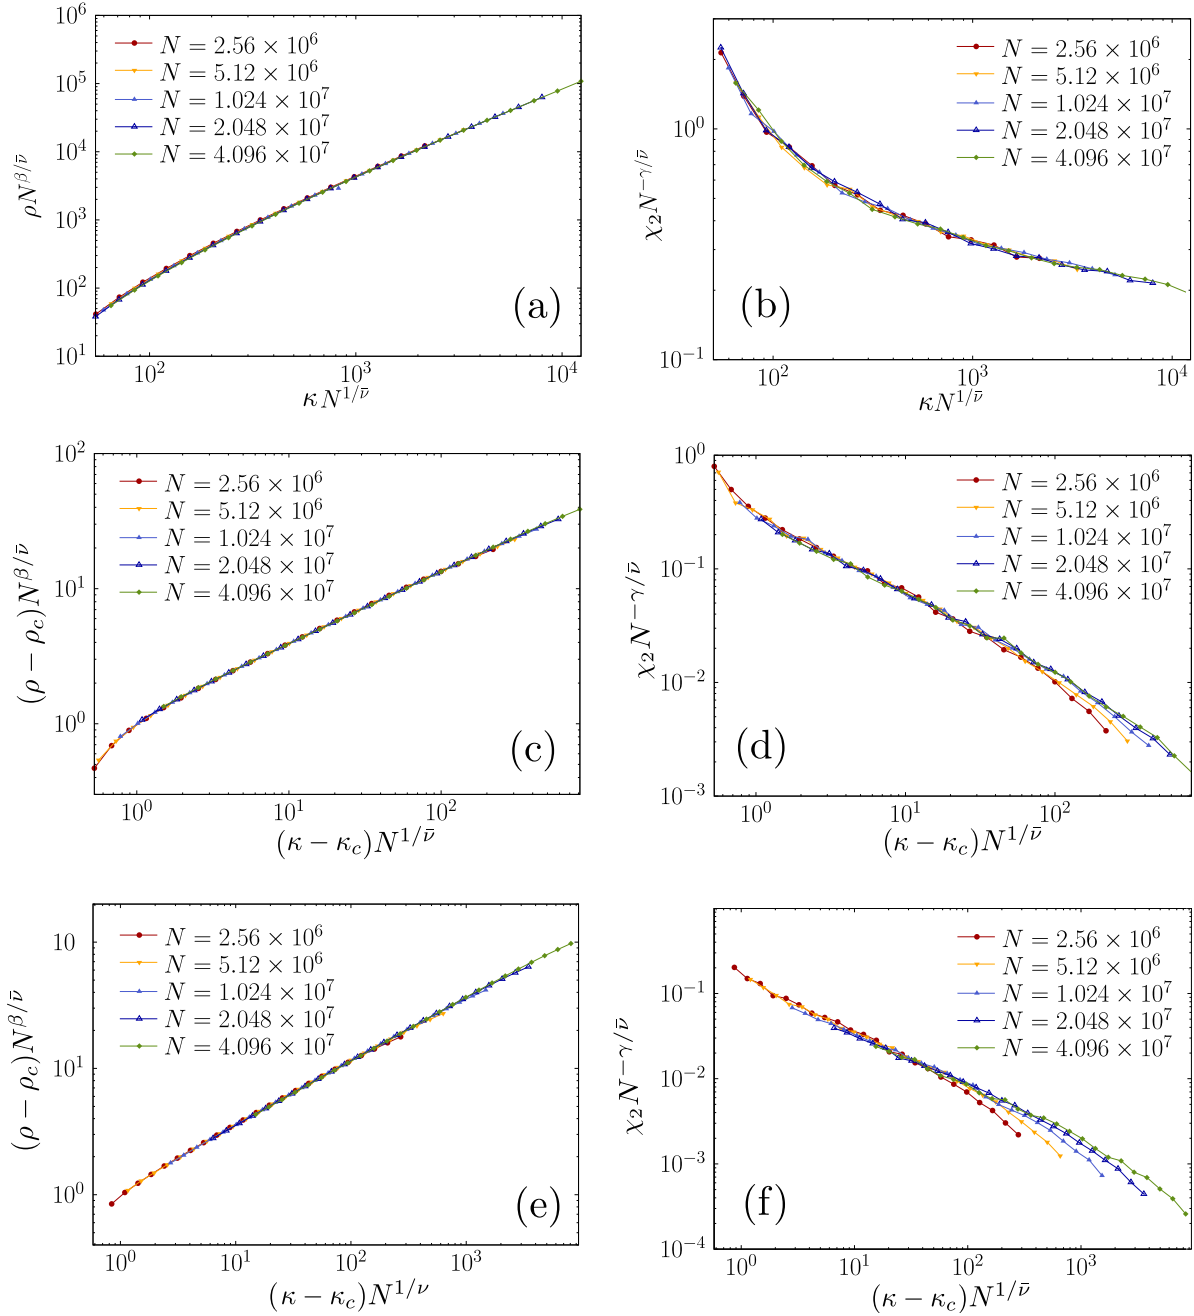 10^6
10^5
10^4
10^3
10^2
10^1
ρN^{β/ν̄}
N = 2.56 × 10^6
N = 5.12 × 10^6
N = 1.024 × 10^7
N = 2.048 × 10^7
N = 4.096 × 10^7
(a)
10^2
10^3
10^4
κN^{1/ν̄}
10^0
10^{-1}
χ_2N^{-γ/ν̄}
N = 2.56 × 10^6
N = 5.12 × 10^6
N = 1.024 × 10^7
N = 2.048 × 10^7
N = 4.096 × 10^7
(b)
10^2
10^3
10^4
κN^{1/ν̄}
10^2
10^1
10^0
(ρ − ρ_c)N^{β/ν̄}
N = 2.56 × 10^6
N = 5.12 × 10^6
N = 1.024 × 10^7
N = 2.048 × 10^7
N = 4.096 × 10^7
(c)
10^0
10^1
10^2
(κ − κ_c)N^{1/ν̄}
10^0
10^{-1}
10^{-2}
10^{-3}
χ_2N^{-γ/ν̄}
N = 2.56 × 10^6
N = 5.12 × 10^6
N = 1.024 × 10^7
N = 2.048 × 10^7
N = 4.096 × 10^7
(d)
10^0
10^1
10^2
(κ − κ_c)N^{1/ν̄}
10
10^1
10^0
(ρ − ρ_c)N^{β/ν̄}
N = 2.56 × 10^6
N = 5.12 × 10^6
N = 1.024 × 10^7
N = 2.048 × 10^7
N = 4.096 × 10^7
(e)
10^0
10^1
10^2
10^3
(κ − κ_c)N^{1/ν}
10^{-1}
10^{-2}
10^{-3}
10^{-4}
χ_2N^{-γ/ν̄}
N = 2.56 × 10^6
N = 5.12 × 10^6
N = 1.024 × 10^7
N = 2.048 × 10^7
N = 4.096 × 10^7
(f)
10^0
10^1
10^2
10^3
(κ − κ_c)N^{1/ν̄}